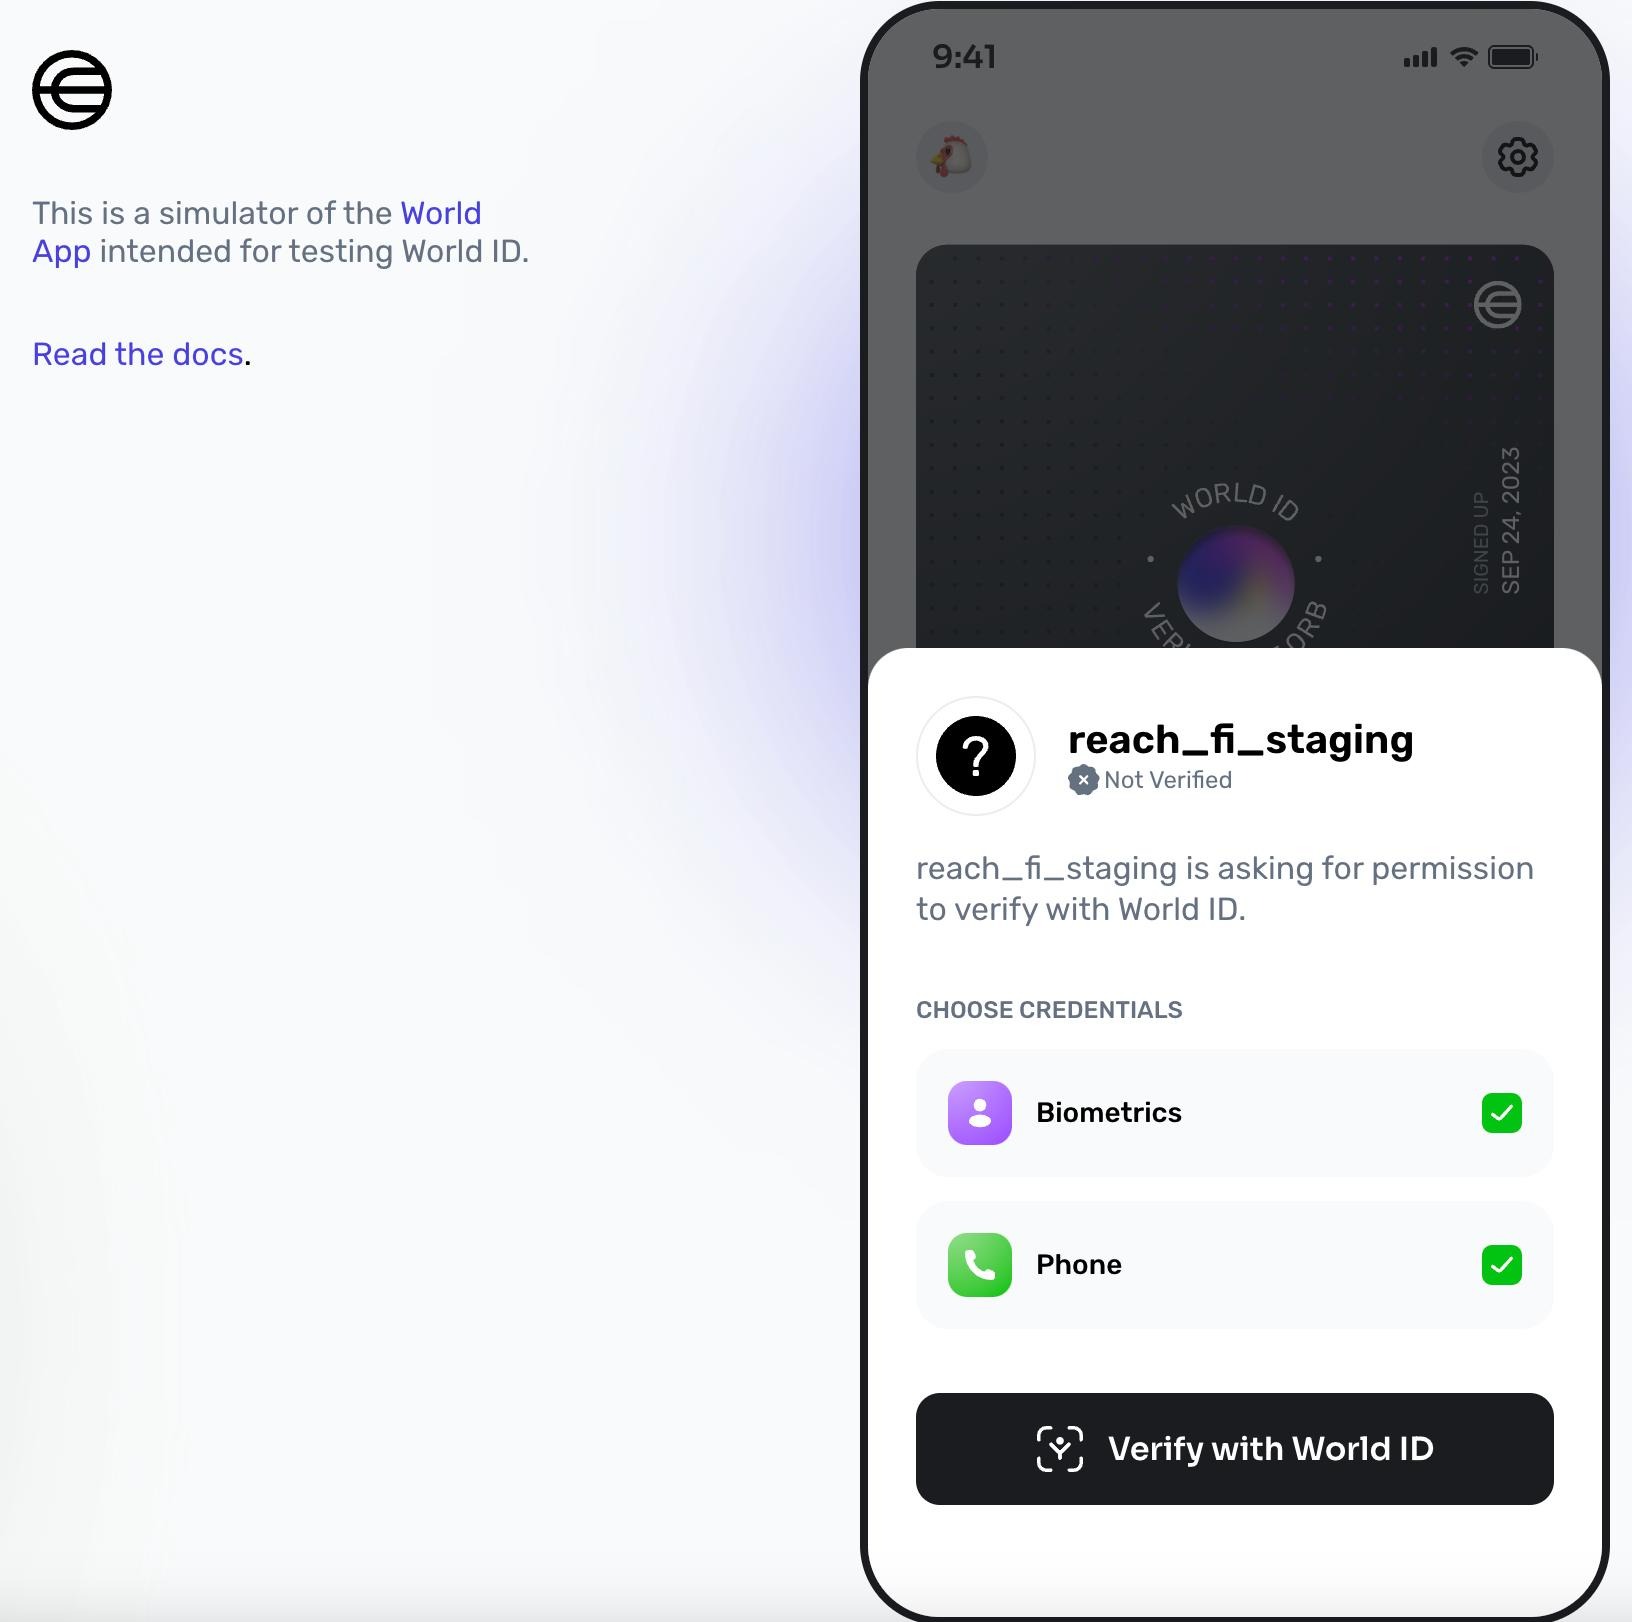 This is a simulator of the World
App intended for testing World ID.
Read the docs.
9:41
WORLD ID
SIGNED UP
SEP 24, 2023
ORB
reach_fi_staging
Not Verified
reach_fi_staging is asking for permission
to verify with World ID.
CHOOSE CREDENTIALS
Biometrics
Phone
Verify with World ID